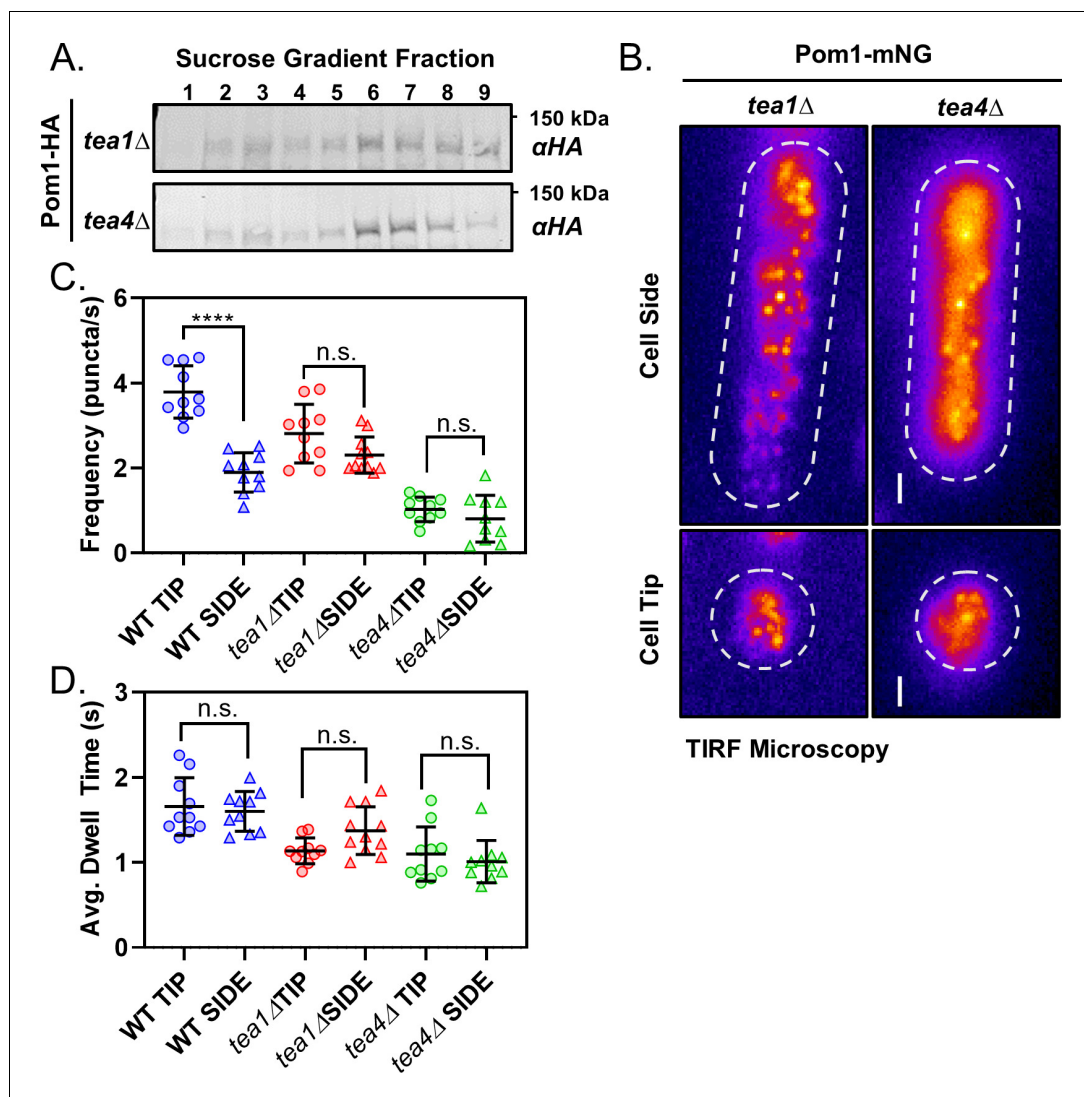 A.
Sucrose Gradient Fraction
1 2 3 4 5 6 7 8 9
Pom1-HA
tea1Δ
150 kDa
αHA
tea4Δ
150 kDa
αHA
B.
Pom1-mNG
tea1Δ tea4Δ
Cell Side
Cell Tip
TIRF Microscopy
C.
Frequency (puncta/s)
6
4
2
0
****
n.s.
n.s.
WT TIP
WT SIDE
tea1ΔTIP
tea1ΔSIDE
tea4ΔTIP
tea4ΔSIDE
D.
Avg. Dwell Time (s)
3
2
1
0
n.s.
n.s.
n.s.
WT TIP
WT SIDE
tea1ΔTIP
tea1ΔSIDE
tea4Δ TIP
tea4Δ SIDE